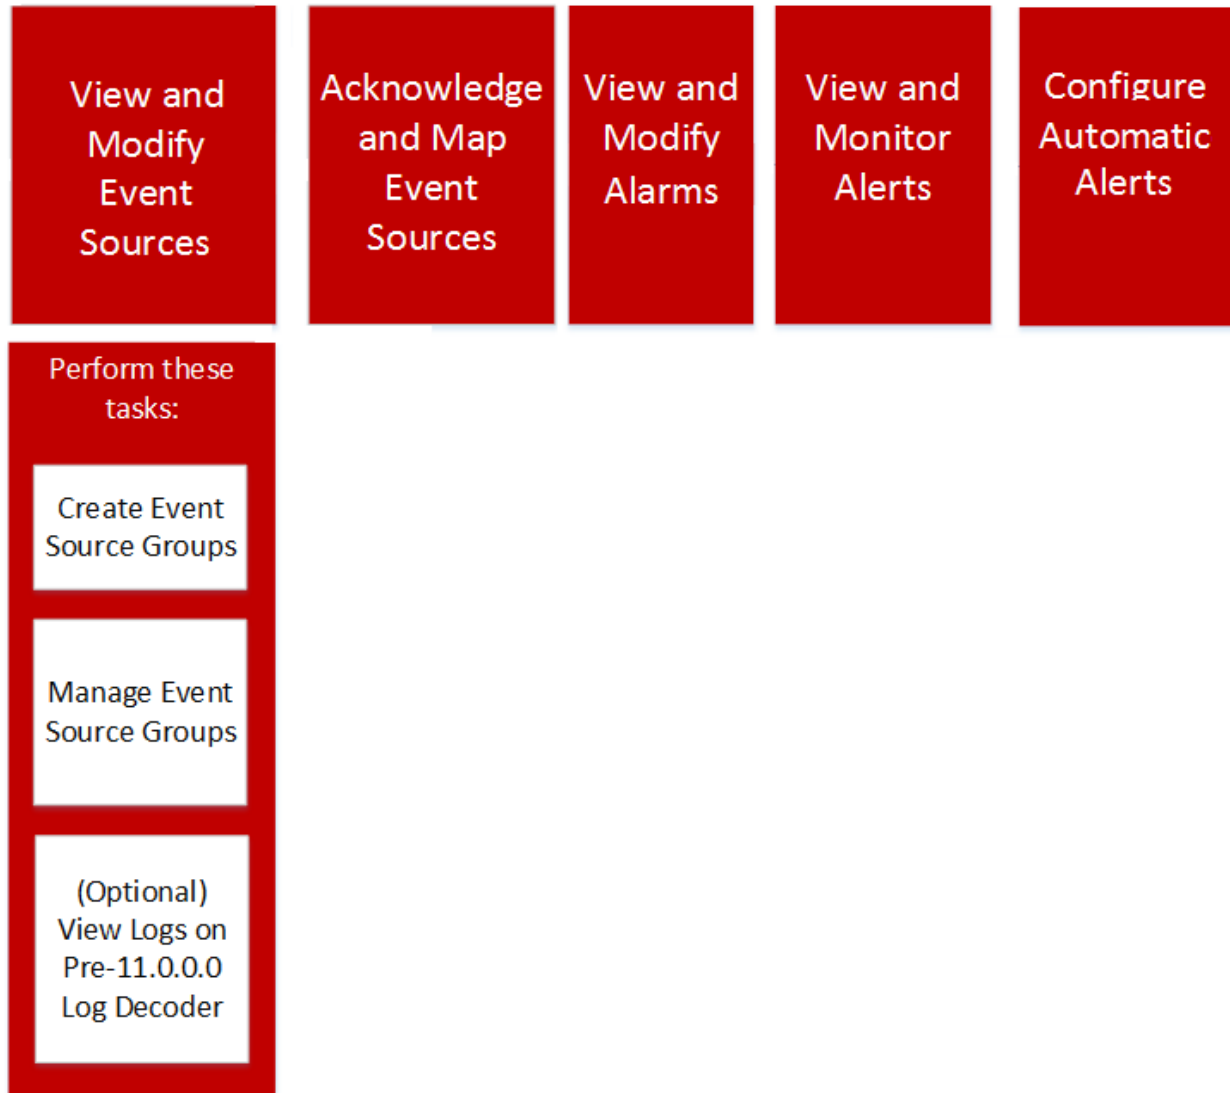 View and
Modify
Event
Sources
Acknowledge
and Map
Event
Sources
View and
Modify
Alarms
View and
Monitor
Alerts
Configure
Automatic
Alerts
Perform these
tasks:
Create Event
Source Groups
Manage Event
Source Groups
(Optional)
View Logs on
Pre-11.0.0.0
Log Decoder